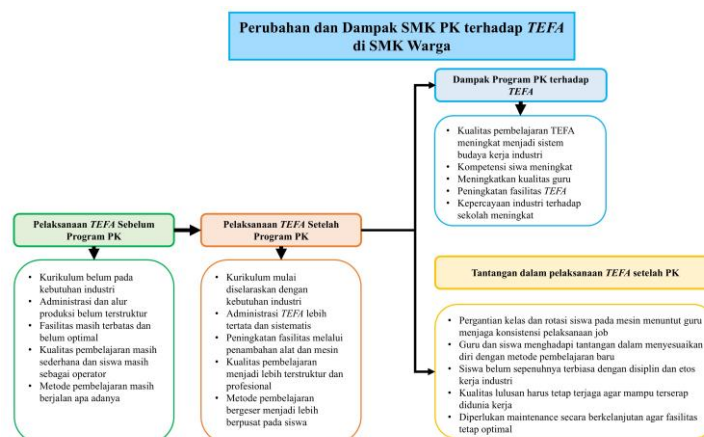 Perubahan dan Dampak SMK PK terhadap TEFA
di SMK Warga
Dampak Program PK terhadap
TEFA
• Kualitas pembelajaran TEFA
meningkat menjadi sistem
budaya kerja industri
• Kompetensi siwa meningkat
• Meningkatkan kualitas guru
• Peningkatan fasilitas TEFA
• Kepercayaan industri terhadap
sekolah meningkat
Pelaksanaan TEFA Sebelum
Program PK
• Kurikulum belum pada
kebutuhan industri
• Administrasi dan alur
produksi belum terstruktur
• Fasilitas masih terbatas dan
belum optimal
• Kualitas pembelajaran masih
sederhana dan siswa masih
sebagai operator
• Metode pembelajaran masih
berjalan apa adanya
Pelaksanaan TEFA Setelah
Program PK
• Kurikulum mulai
diselaraskan dengan
kebutuhan industri
• Administrasi TEFA lebih
tertata dan sistematis
• Peningkatan fasilitas melalui
penambahan alat dan mesin
• Kualitas pembelajaran
menjadi lebih terstruktur dan
profesional
• Metode pembelajaran
bergeser menjadi lebih
berpusat pada siswa
Tantangan dalam pelaksanaan TEFA setelah PK
• Pergantian kelas dan rotasi siswa pada mesin menuntut guru
menjaga konsistensi pelaksanaan job
• Guru dan siswa menghadapi tantangan dalam menyesuaikan
diri dengan metode pembelajaran baru
• Siswa belum sepenuhnya terbiasa dengan disiplin dan etos
kerja industri
• Kualitas lulusan harus tetap terjaga agar mampu terserap
didunia kerja
• Diperlukan maintenance secara berkelanjutan agar fasilitas
tetap optimal